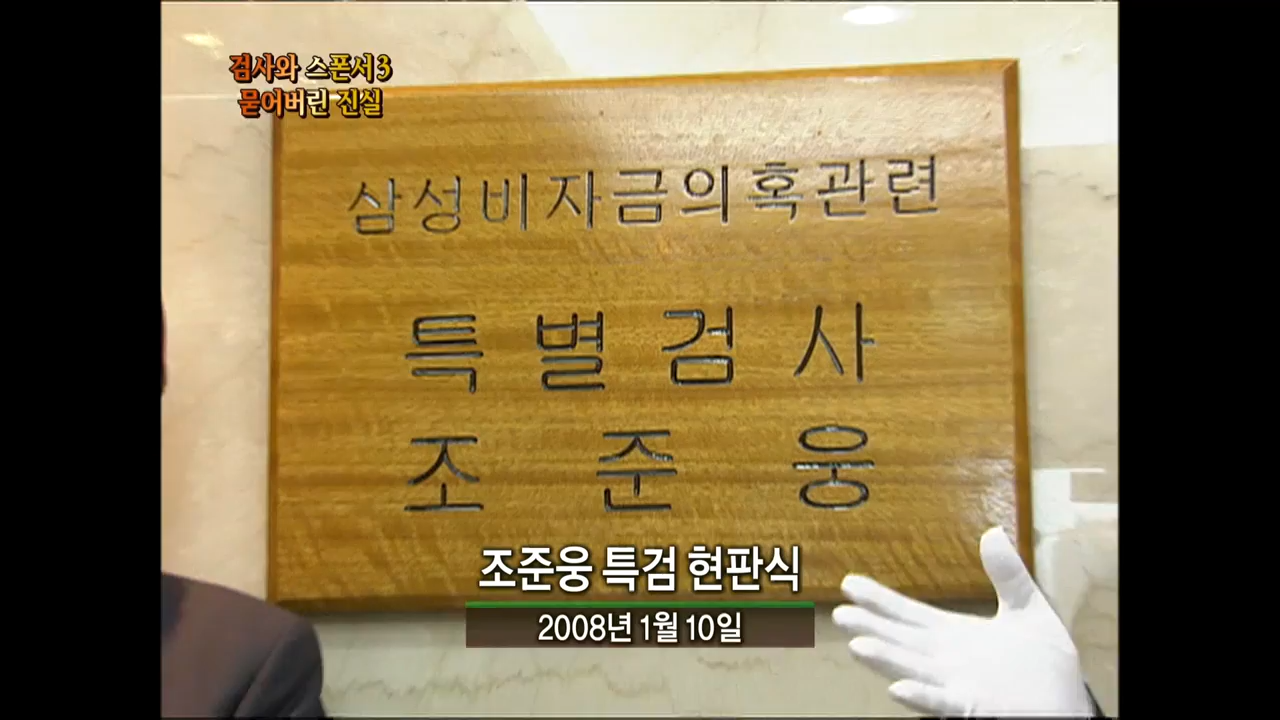 검사와 스폰서3
묻어버린 진실
삼성비자금의혹관련
특별검사
조준웅
조준웅 특검 현판식
2008년 1월 10일